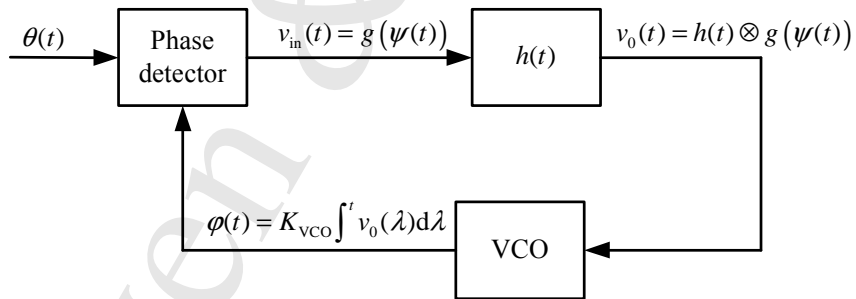 θ(t)
Phase
detector
v_in(t) = g(ψ(t))
h(t)
v_0(t) = h(t) ⊗ g(ψ(t))
φ(t) = K_VCO ∫^t v_0(λ)dλ
VCO